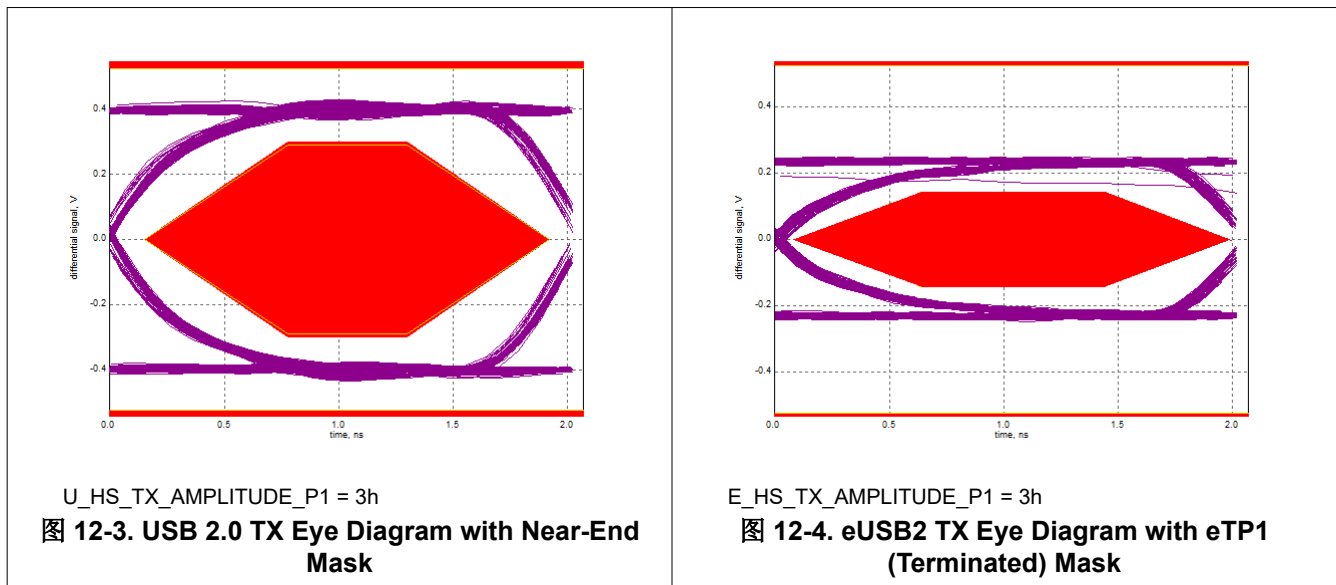 0.4
0.2
0.0
-0.2
-0.4
differential signal, V
0.0
0.5
1.0
1.5
2.0
time, ns
U_HS_TX_AMPLITUDE_P1 = 3h
图 12-3. USB 2.0 TX Eye Diagram with Near-End
Mask
0.4
0.2
0.0
-0.2
-0.4
differential signal, V
0.0
0.5
1.0
1.5
2.0
time, ns
E_HS_TX_AMPLITUDE_P1 = 3h
图 12-4. eUSB2 TX Eye Diagram with eTP1
(Terminated) Mask